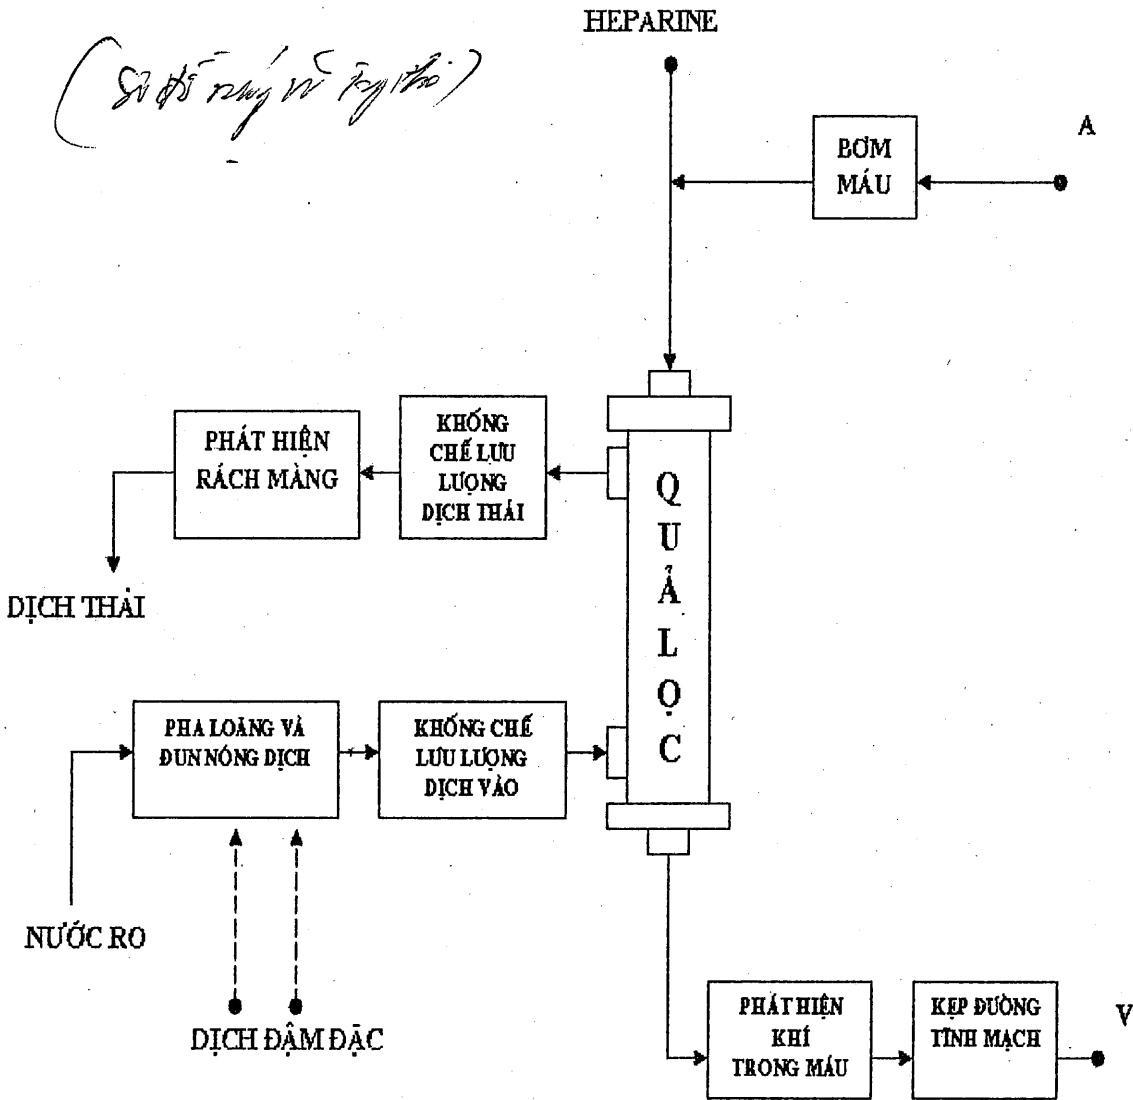 HEPARINE
A
BƠM
MÁU
KHỐNG
CHẾ LƯU
LƯỢNG
DỊCH THẢI
PHÁT HIỆN
RÁCH MÀNG
DỊCH THẢI
QUẢ LỌC
PHA LOÃNG VÀ
ĐUN NÓNG DỊCH
KHỐNG CHẾ
LƯU LƯỢNG
DỊCH VÀO
NƯỚC RO
DỊCH ĐẬM ĐẶC
PHÁT HIỆN
KHÍ
TRONG MÁU
KẸP ĐƯỜNG
TĨNH MẠCH
V